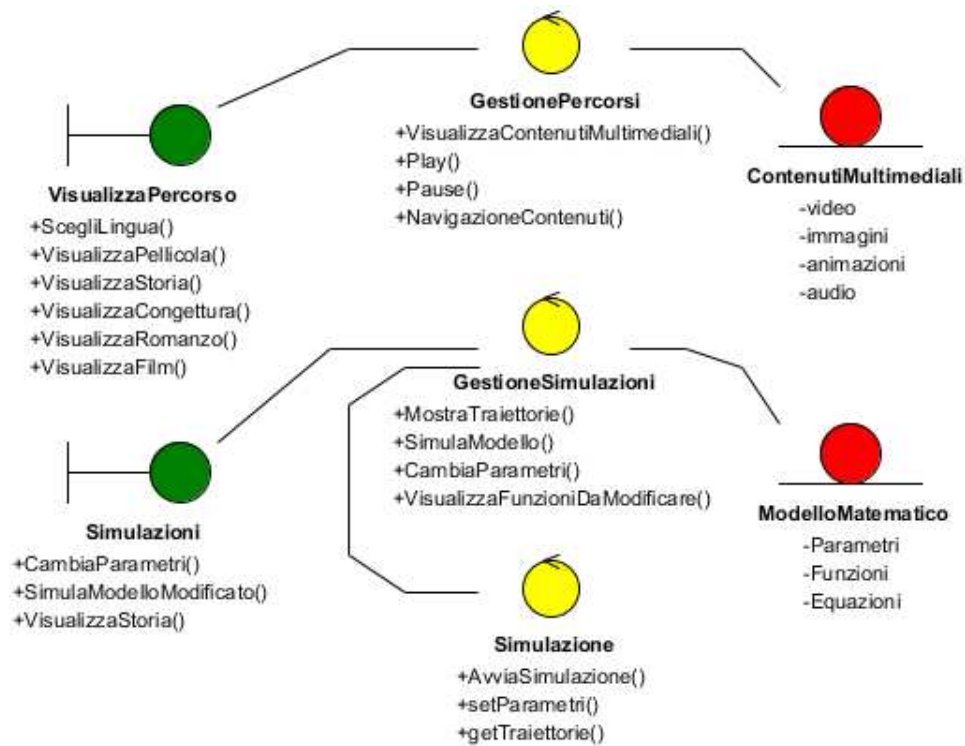 GestionePercorsi
+VisualizzaContenutiMultimediali()
+Play()
+Pause()
+NavigazioneContenuti()
VisualizzaPercorso
+ScegliLingua()
+VisualizzaPellicola()
+VisualizzaStoria()
+VisualizzaCongettura()
+VisualizzaRomanzo()
+VisualizzaFilm()
ContenutiMultimediali
-video
-immagini
-animazioni
-audio
GestioneSimulazioni
+MostraTraiettorie()
+SimulaModello()
+CambiaParametri()
+VisualizzaFunzioniDaModificare()
Simulazioni
+CambiaParametri()
+SimulaModelloModificato()
+VisualizzaStoria()
ModelloMatematico
-Parametri
-Funzioni
-Equazioni
Simulazione
+AvviaSimulazione()
+setParametri()
+getTraiettorie()